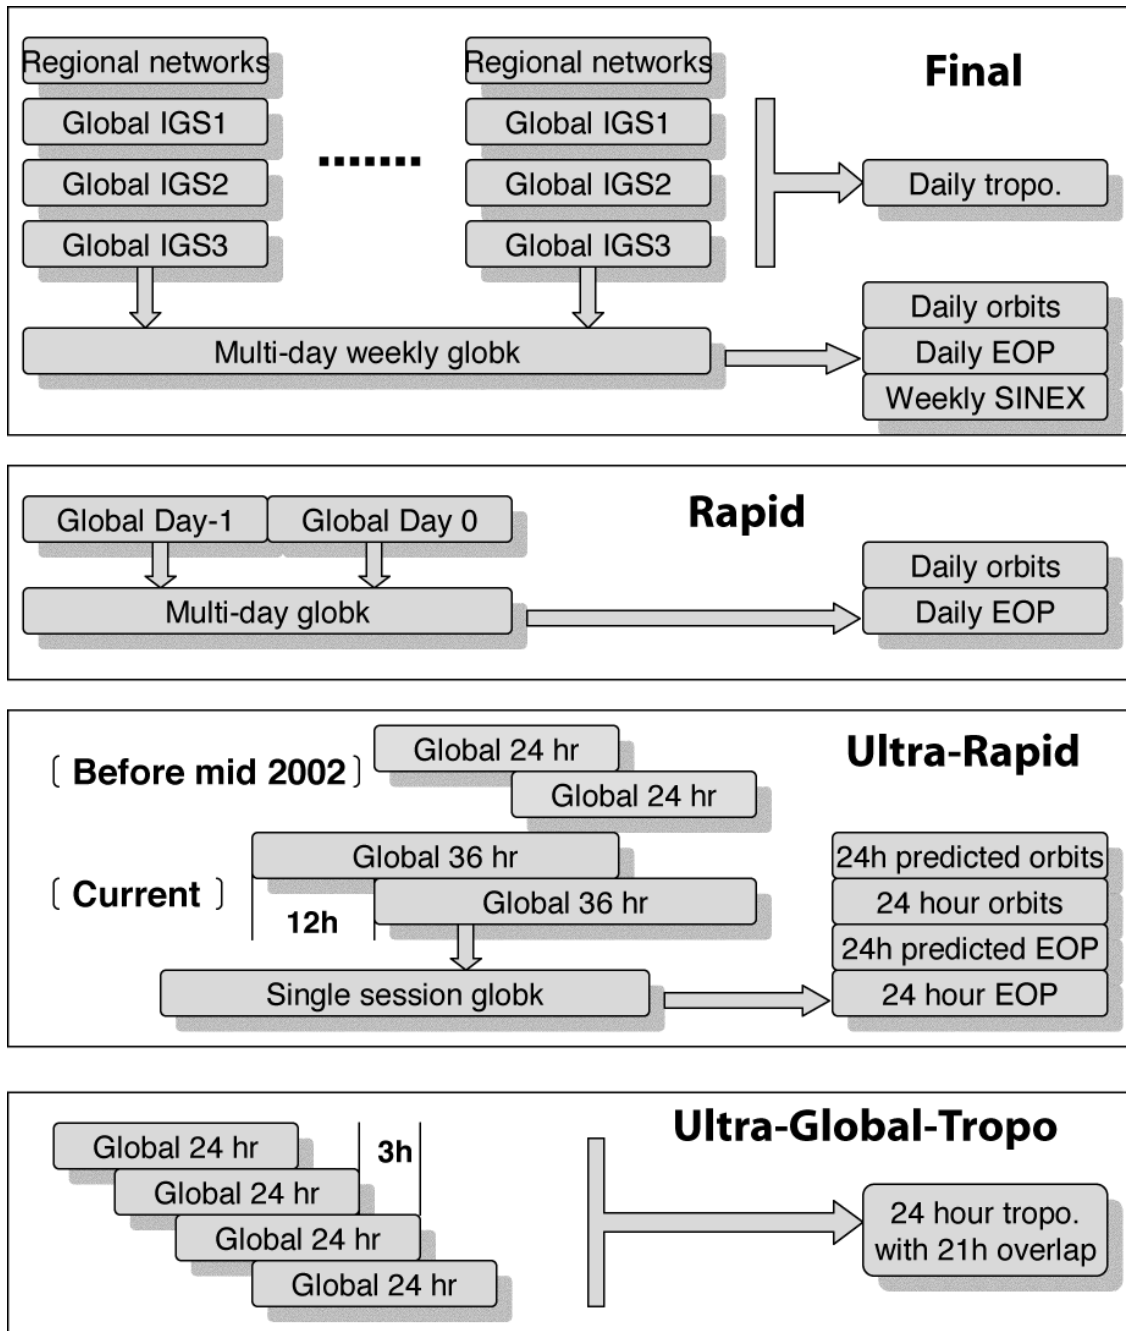 Regional networks
Regional networks
Final
Global IGS1
Global IGS1
Global IGS2
Global IGS2
Daily tropo.
Global IGS3
Global IGS3
Daily orbits
Multi-day weekly globk
Daily EOP
Weekly SINEX
Rapid
Global Day-1
Global Day 0
Daily orbits
Multi-day globk
Daily EOP
Ultra-Rapid
[ Before mid 2002 ]
Global 24 hr
Global 24 hr
Global 36 hr
24h predicted orbits
[ Current ]
Global 36 hr
24 hour orbits
12h
24h predicted EOP
Single session globk
24 hour EOP
Ultra-Global-Tropo
Global 24 hr
3h
Global 24 hr
Global 24 hr
24 hour tropo.
with 21h overlap
Global 24 hr